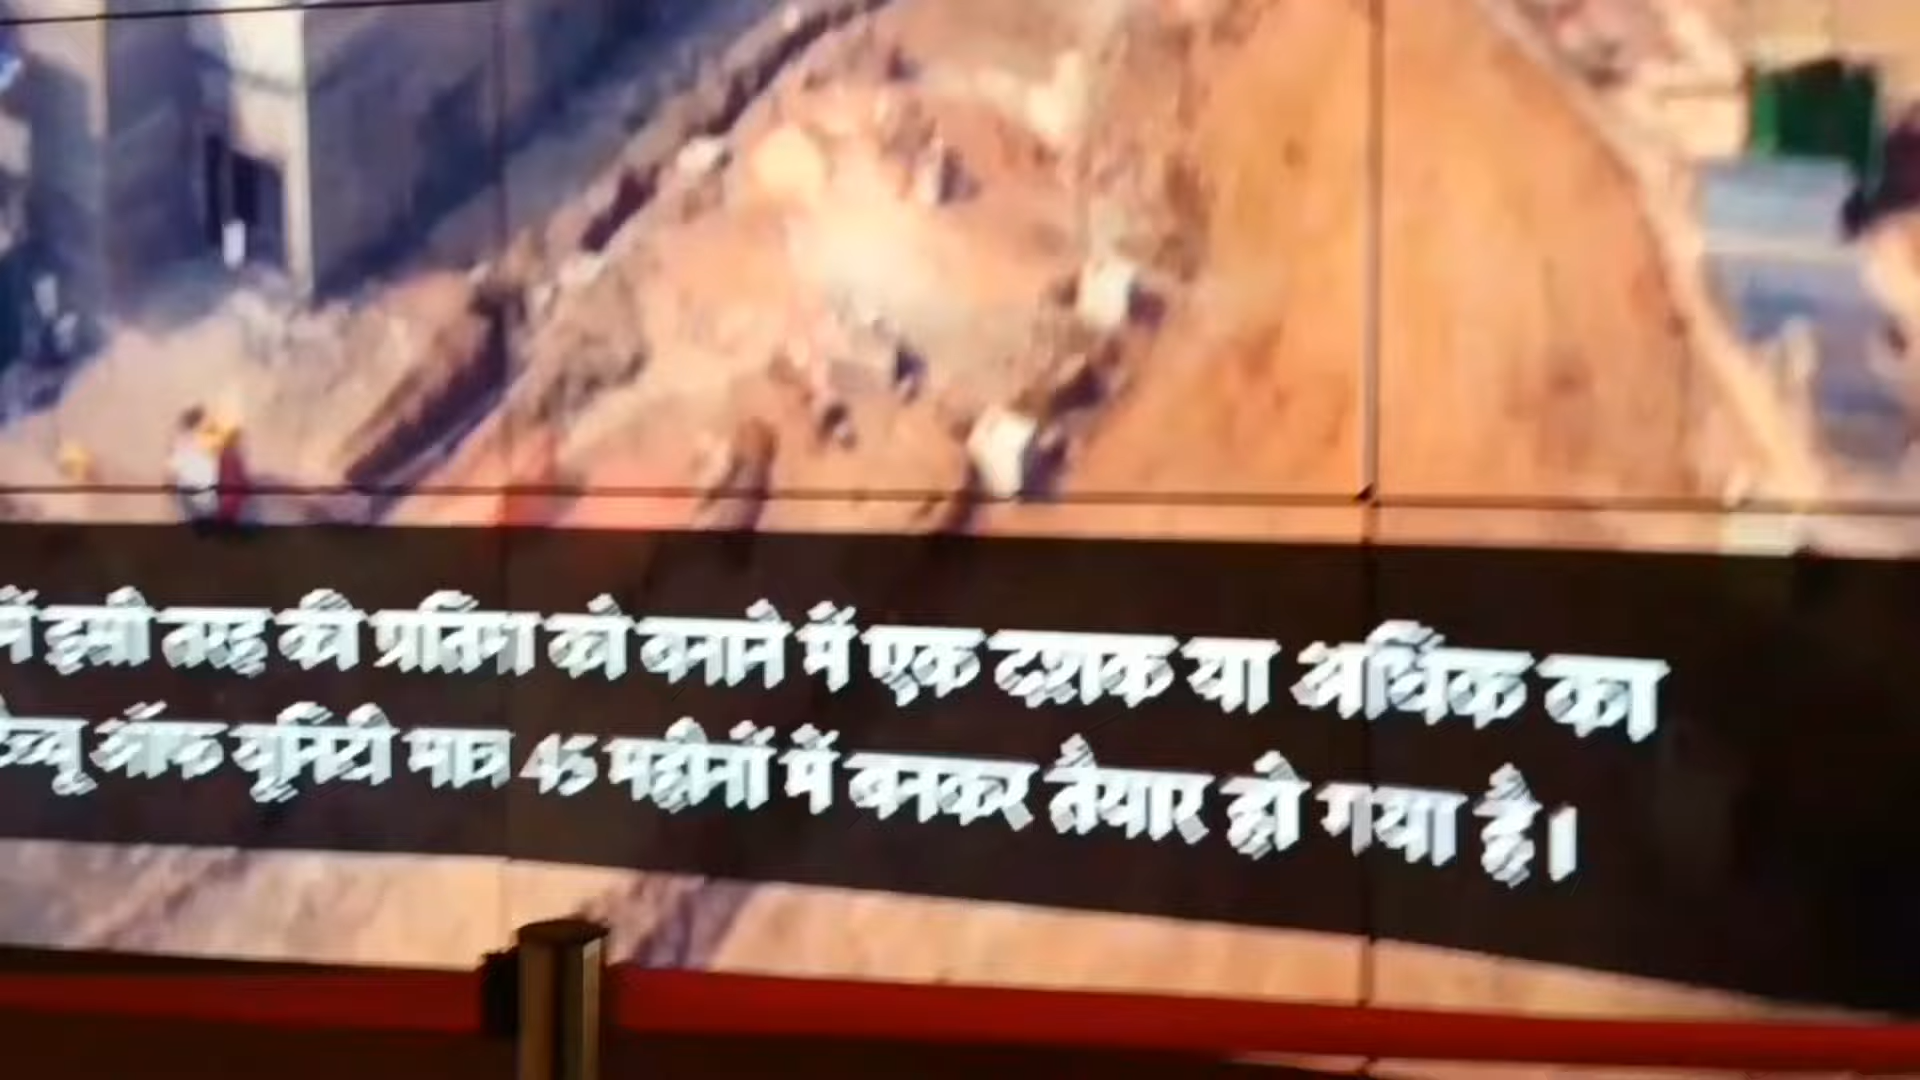 में इसी तरह की प्रतिमा को बनाने में एक दशक या अधिक का
स्टैच्यू ऑफ यूनिटी मात्र 45 महीनों में बनकर तैयार हो गया है।